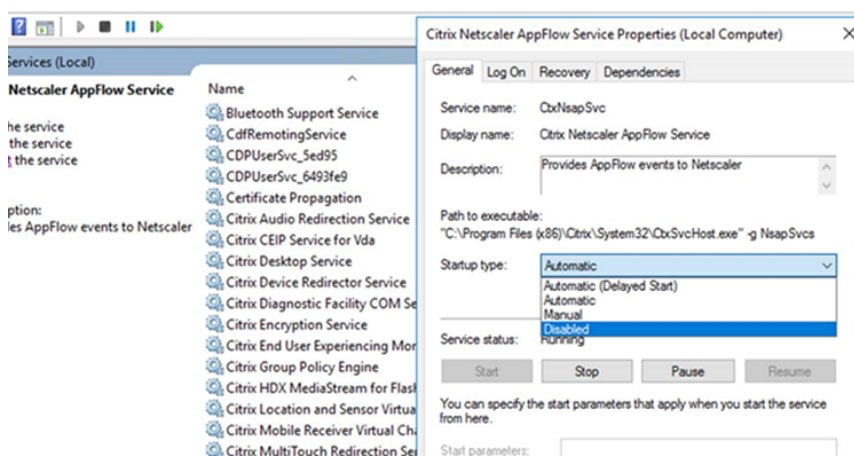 Services (Local)
Netscaler AppFlow Service
he service
the service
the service
ption:
les AppFlow events to Netscaler
Name
Bluetooth Support Service
CdfRemotingService
CDPUserSvc_5ed95
CDPUserSvc_6493fe9
Certificate Propagation
Citrix Audio Redirection Service
Citrix CEIP Service for Vda
Citrix Desktop Service
Citrix Device Redirector Service
Citrix Diagnostic Facility COM Se
Citrix Encryption Service
Citrix End User Experiencing Mor
Citrix Group Policy Engine
Citrix HDX MediaStream for Flash
Citrix Location and Sensor Virtua
Citrix Mobile Receiver Virtual Cha
Citrix MultiTouch Redirection Ser
Citrix Netscaler AppFlow Service Properties (Local Computer)
General Log On Recovery Dependencies
Service name: CtxNsapSvc
Display name: Citrix Netscaler AppFlow Service
Description: Provides AppFlow events to Netscaler
Path to executable:
"C:\Program Files (x86)\Citrix\System32\CtxSvcHost.exe" -g NsapSvcs
Startup type: Automatic
Automatic (Delayed Start)
Automatic
Manual
Disabled
Service status: Running
Start Stop Pause Resume
You can specify the start parameters that apply when you start the service
from here.
Start parameters: